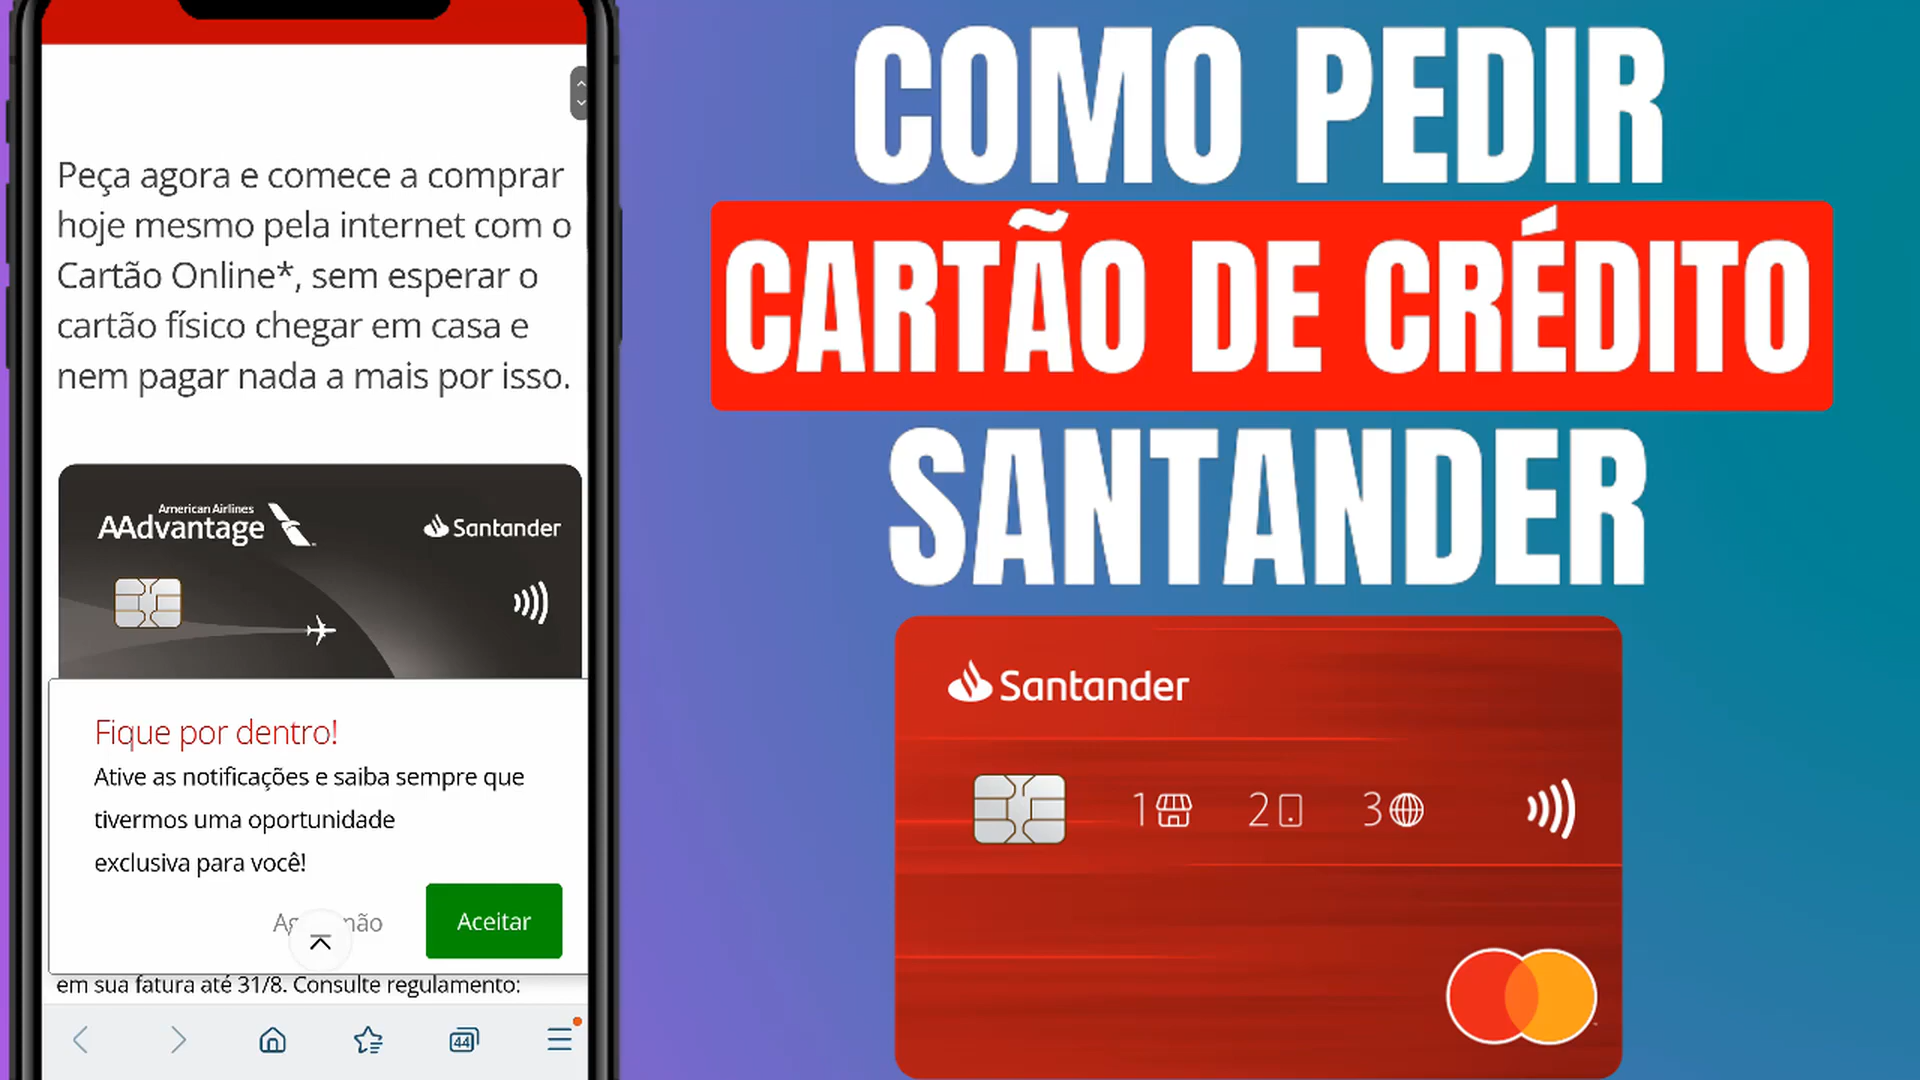 Peça agora e comece a comprar
hoje mesmo pela internet com o
Cartão Online*, sem esperar o
cartão físico chegar em casa e
nem pagar nada a mais por isso.
American Airlines
AAdvantage
Santander
Fique por dentro!
Ative as notificações e saiba sempre que
tivermos uma oportunidade
exclusiva para você!
não
Aceitar
em sua fatura até 31/8. Consulte regulamento:
44
COMO PEDIR
CARTÃO DE CRÉDITO
SANTANDER
Santander
1 2 3